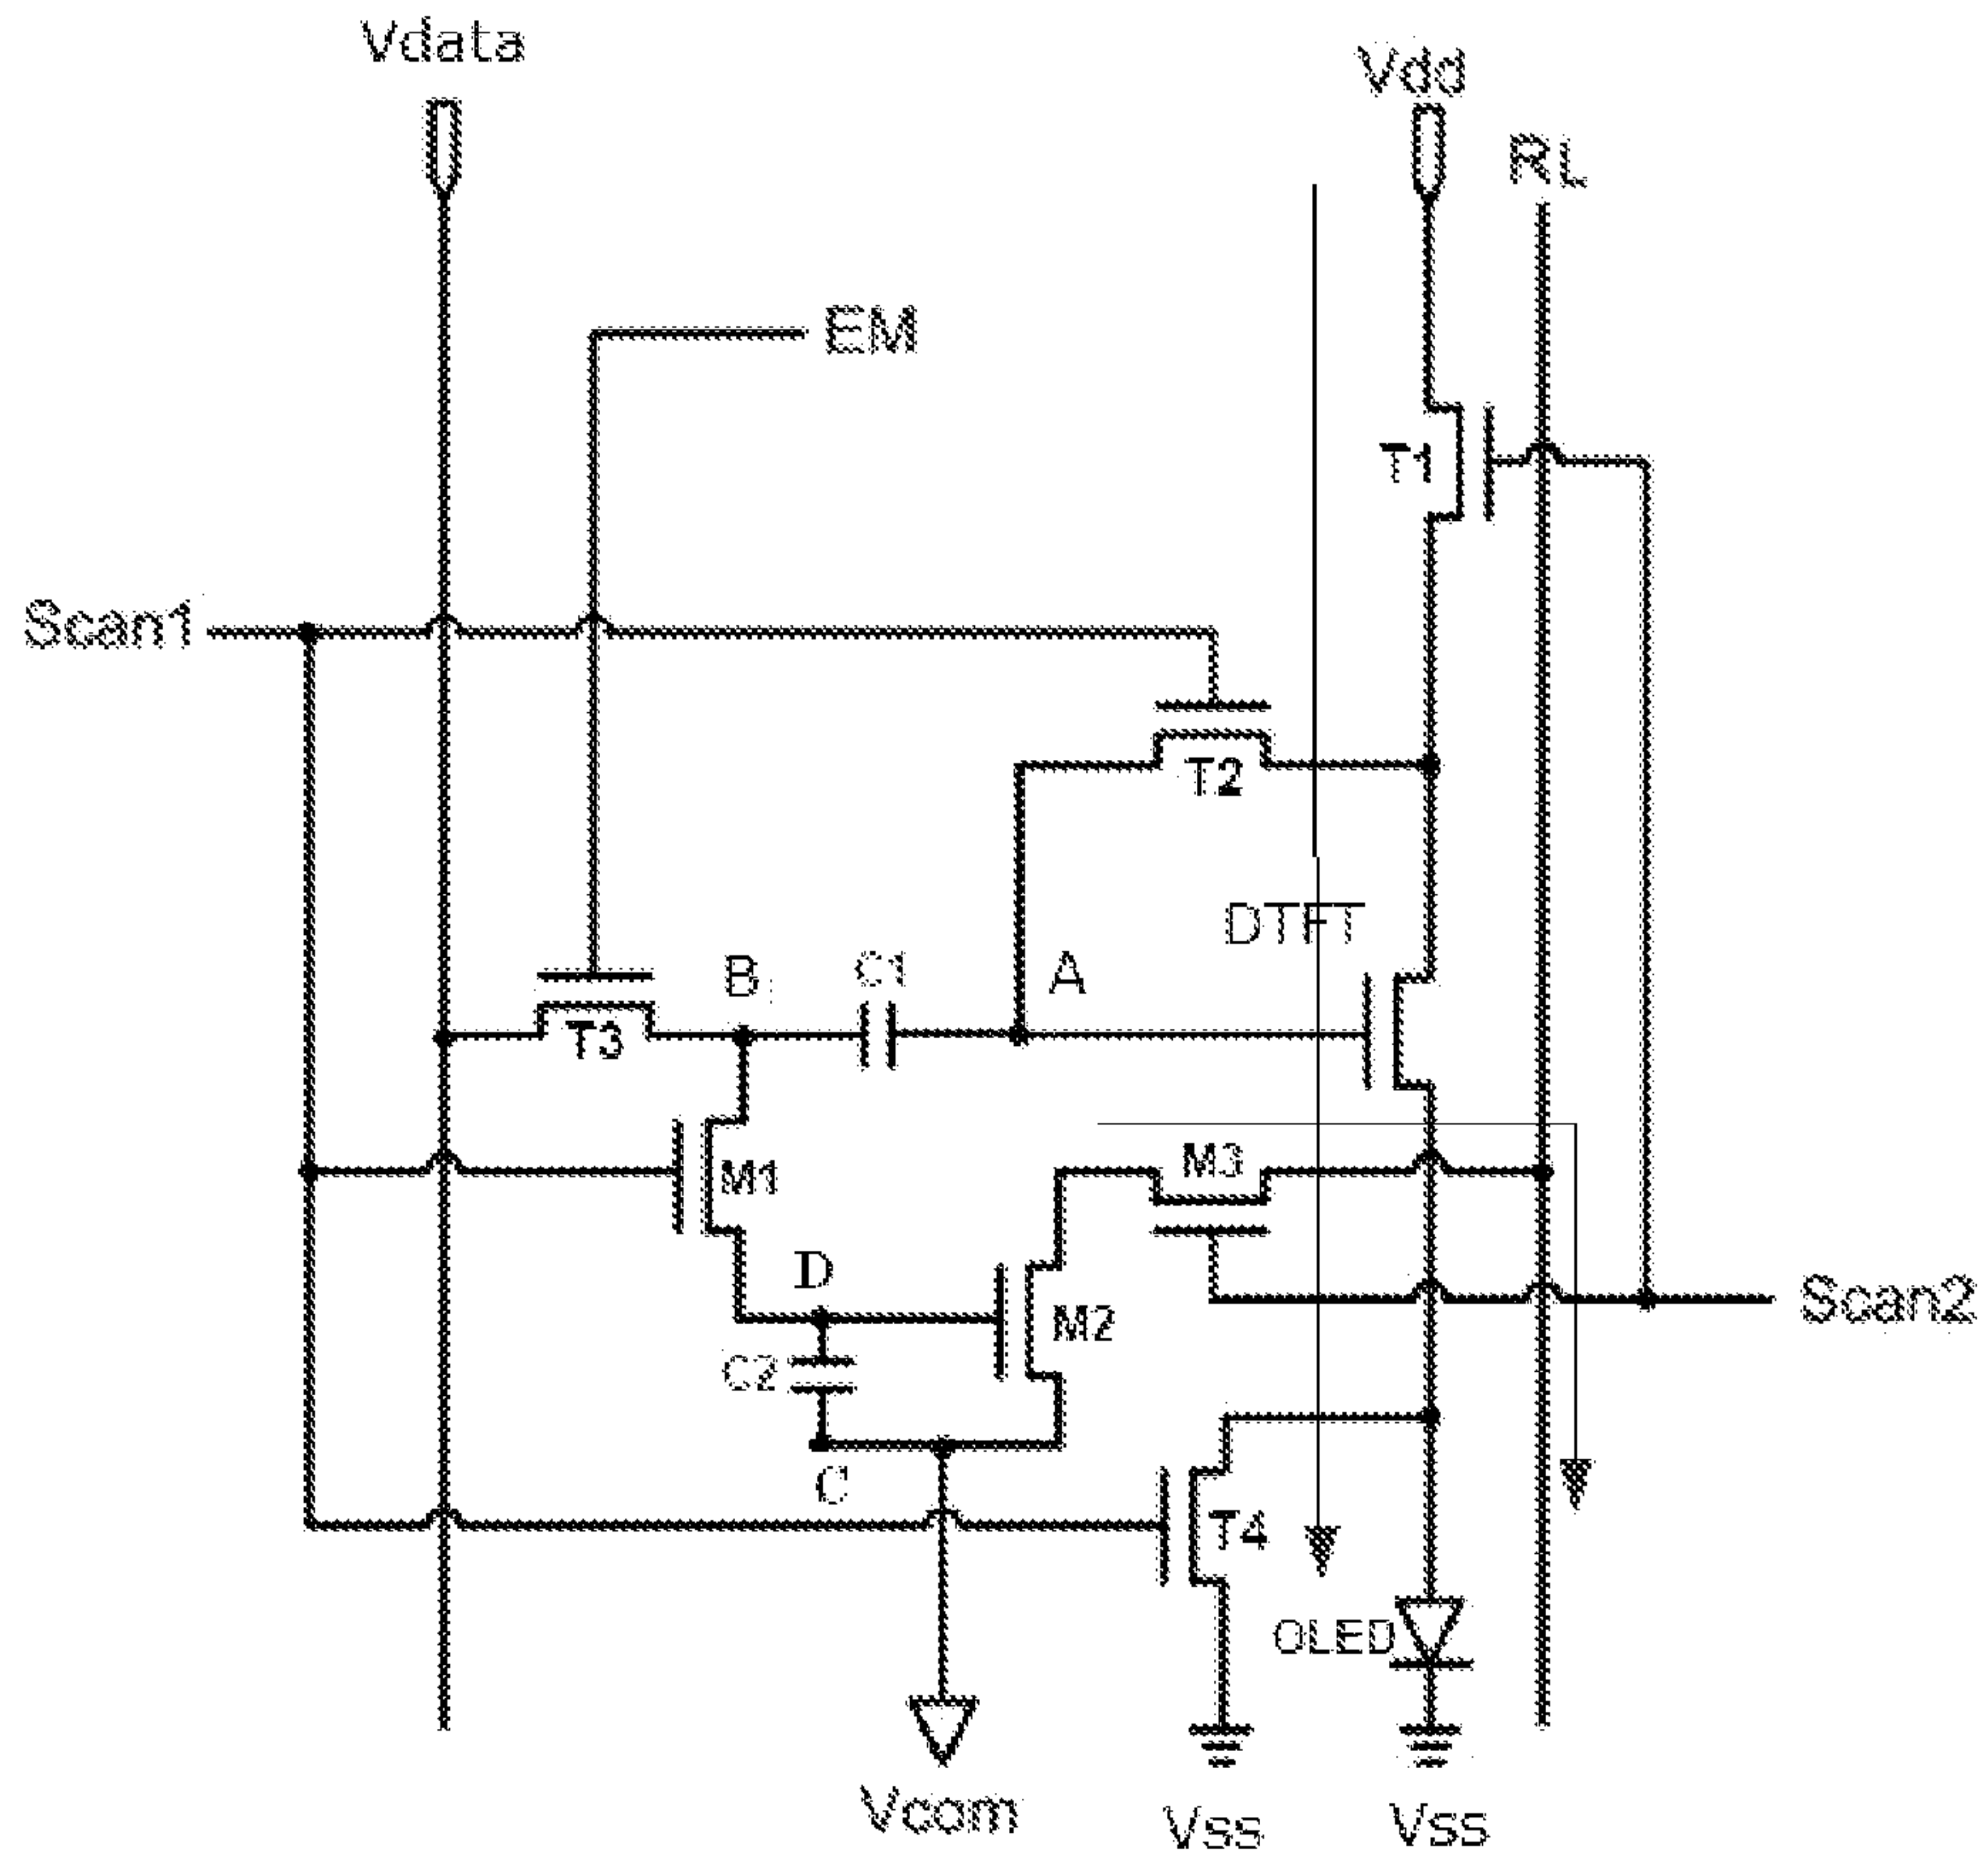 Vdata
Vdd
RL
EM
T1
Scan1
T2
DTFT
B
C1
A
T3
M3
M1
D
Scan2
M2
C2
C
T4
OLED
Vcom
Vss
Vss